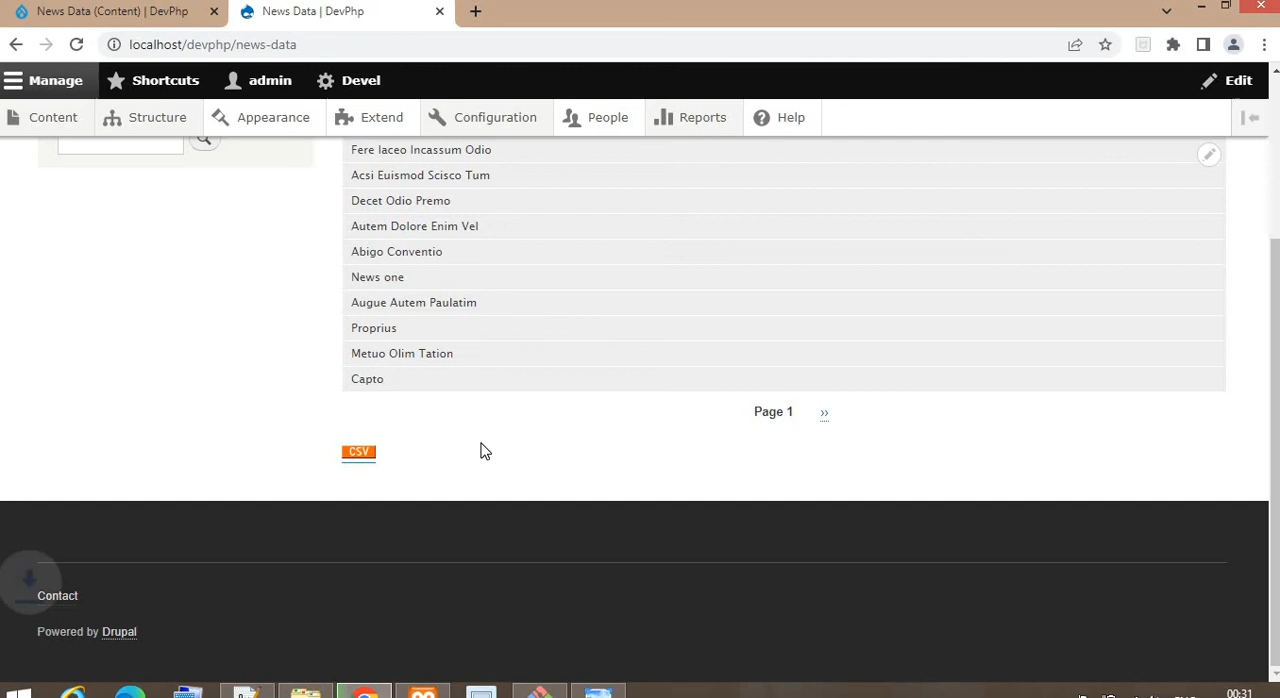 News Data (Content) | DevPhp
News Data | DevPhp
localhost/devphp/news-data
Manage Shortcuts admin Devel Edit
Content Structure Appearance Extend Configuration People Reports Help
Fere Iaceo Incassum Odio
Acsi Euismod Scisco Tum
Decet Odio Premo
Autem Dolore Enim Vel
Abigo Conventio
News one
Augue Autem Paulatim
Proprius
Metuo Olim Tation
Capto
Page 1 ››
CSV
Contact
Powered by Drupal
00:31